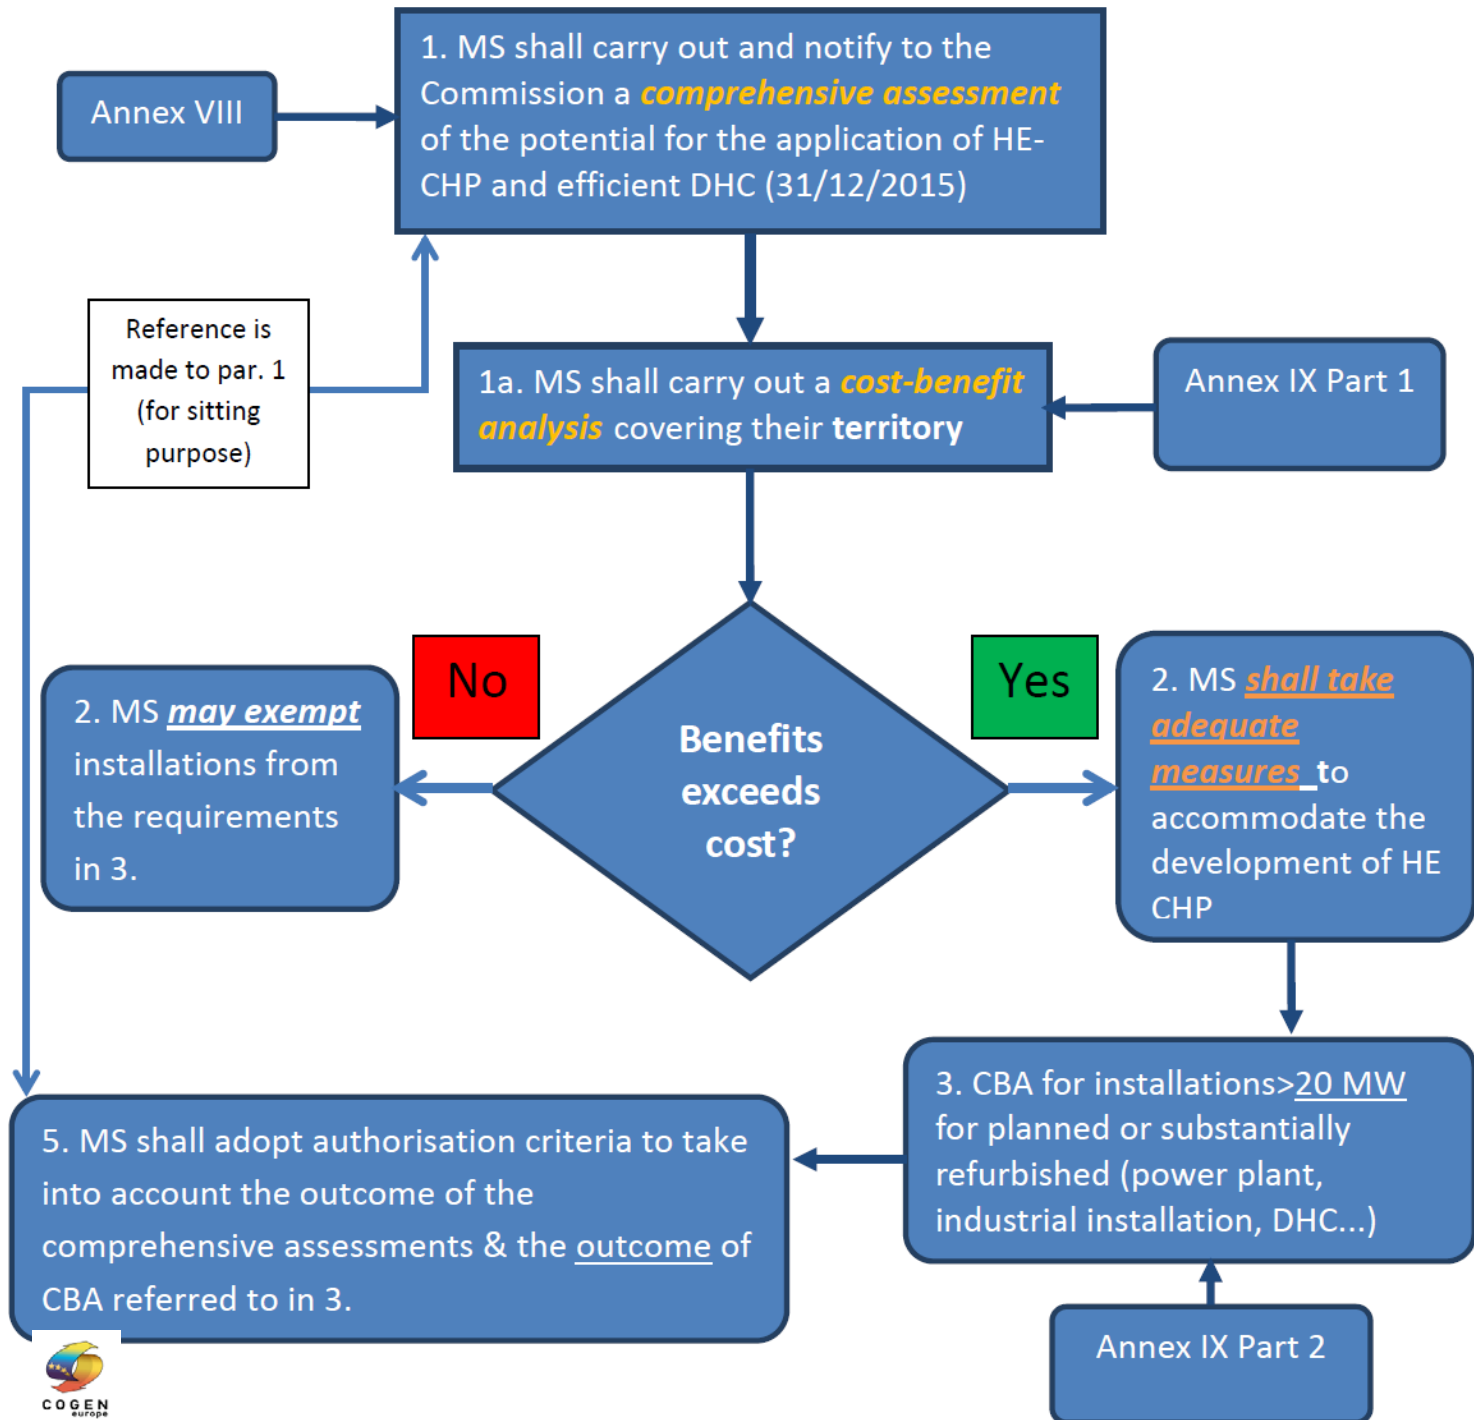 1. MS shall carry out and notify to the
Commission a comprehensive assessment
of the potential for the application of HE-
CHP and efficient DHC (31/12/2015)
Annex VIII
Reference is
made to par. 1
(for sitting
purpose)
1a. MS shall carry out a cost-benefit
analysis covering their territory
Annex IX Part 1
No
Yes
Benefits
exceeds
cost?
2. MS may exempt
installations from
the requirements
in 3.
2. MS shall take
adequate
measures to
accommodate the
development of HE
CHP
3. CBA for installations>20 MW
for planned or substantially
refurbished (power plant,
industrial installation, DHC...)
5. MS shall adopt authorisation criteria to take
into account the outcome of the
comprehensive assessments & the outcome of
CBA referred to in 3.
Annex IX Part 2
COGEN
europe